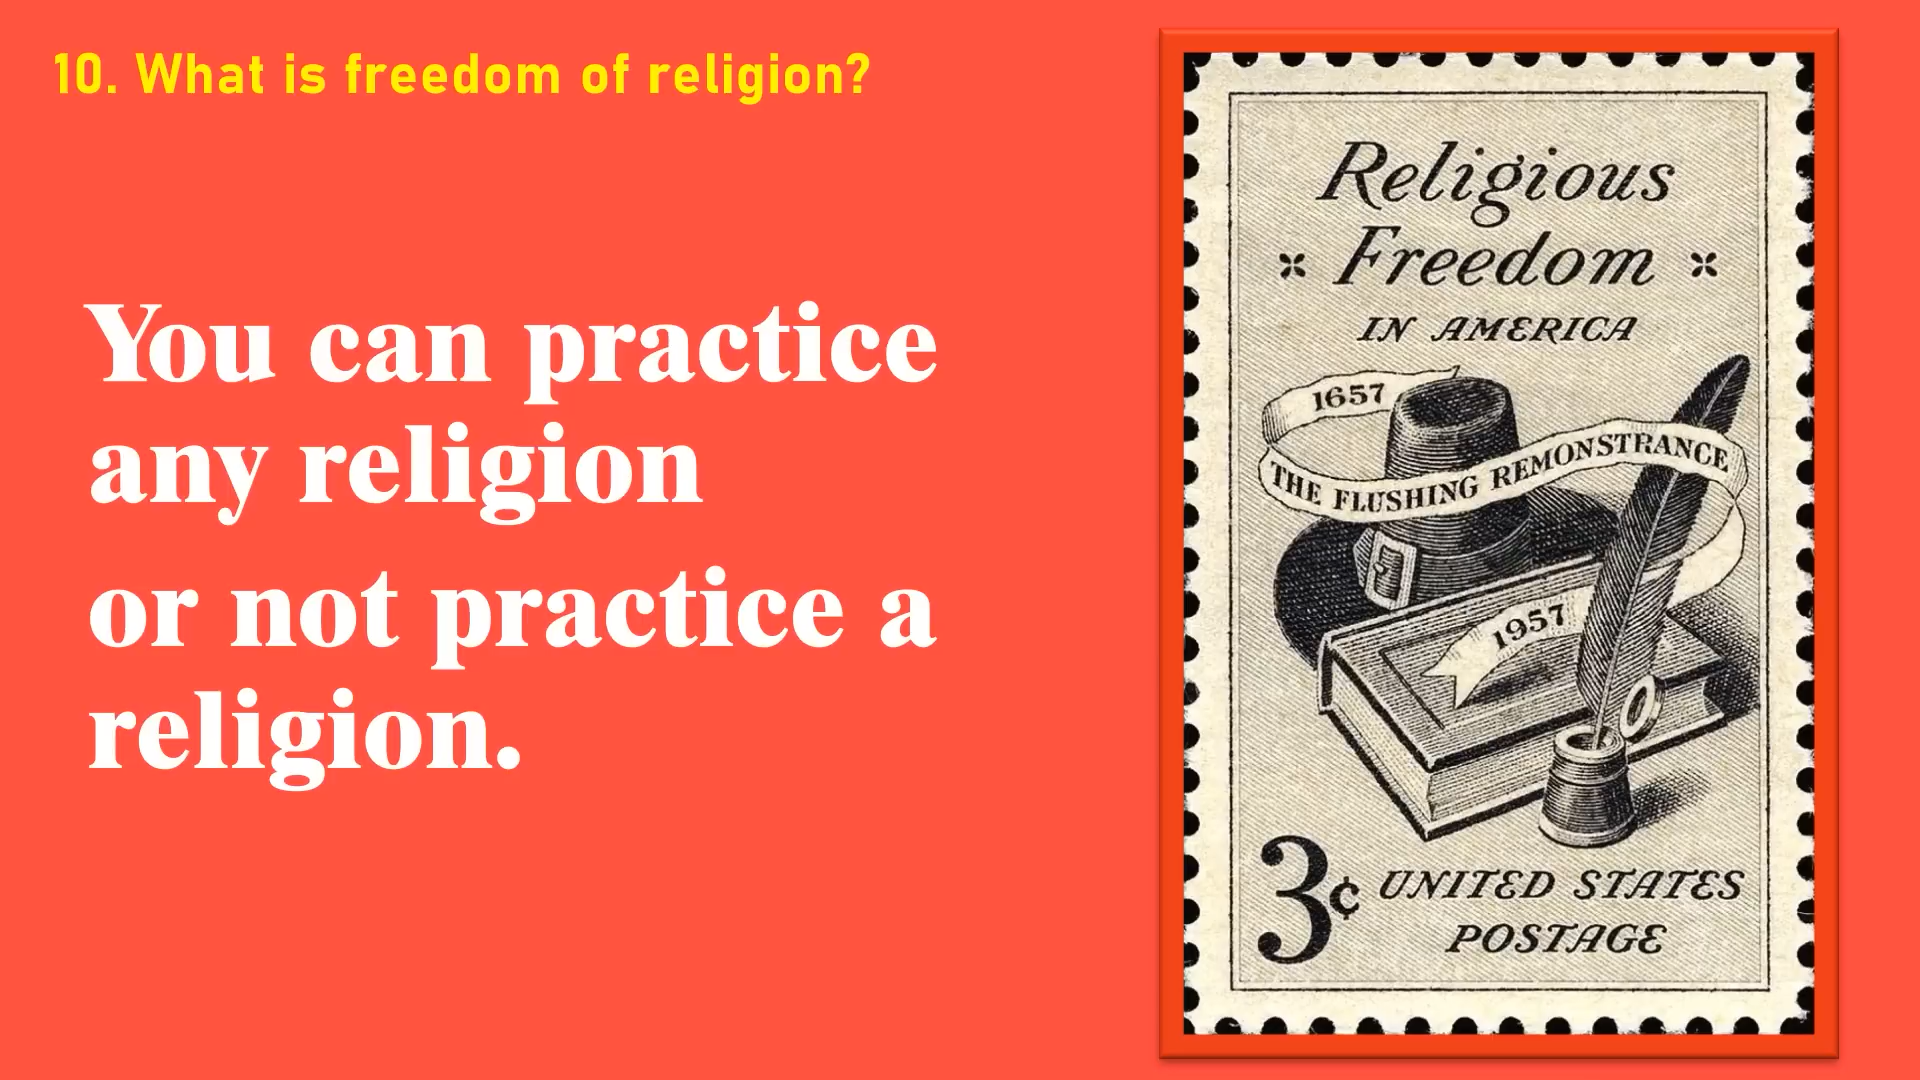 10. What is freedom of religion?
You can practice
any religion
or not practice a
religion.
Religious
Freedom
IN AMERICA
1657
THE FLUSHING REMONSTRANCE
1957
3¢ UNITED STATES
POSTAGE